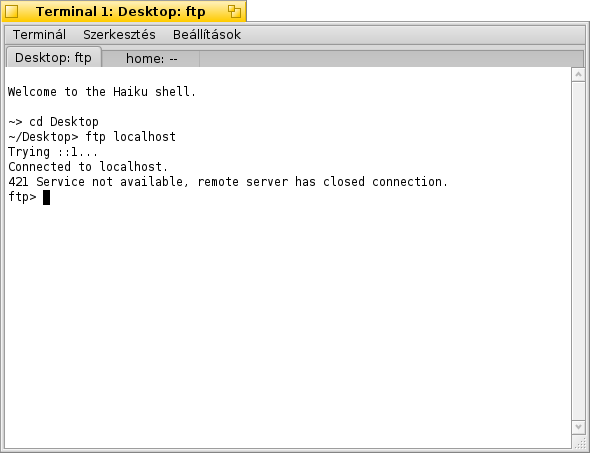 Terminal 1: Desktop: ftp
Terminál Szerkesztés Beállítások
Desktop: ftp home: --
Welcome to the Haiku shell.
~> cd Desktop
~/Desktop> ftp localhost
Trying ::1...
Connected to localhost.
421 Service not available, remote server has closed connection.
ftp>